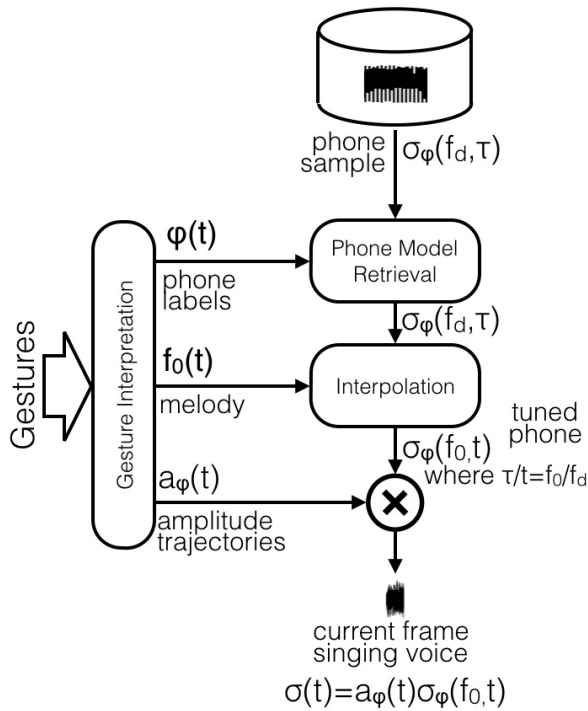 phone
sample
σφ(fd,τ)
φ(t)
phone
labels
Phone Model
Retrieval
σφ(fd,τ)
Gestures
Gesture Interpretation
f0(t)
melody
Interpolation
tuned
phone
σφ(f0,t)
where τ/t=f0/fd
aφ(t)
amplitude
trajectories
×
current frame
singing voice
σ(t)=aφ(t)σφ(f0,t)